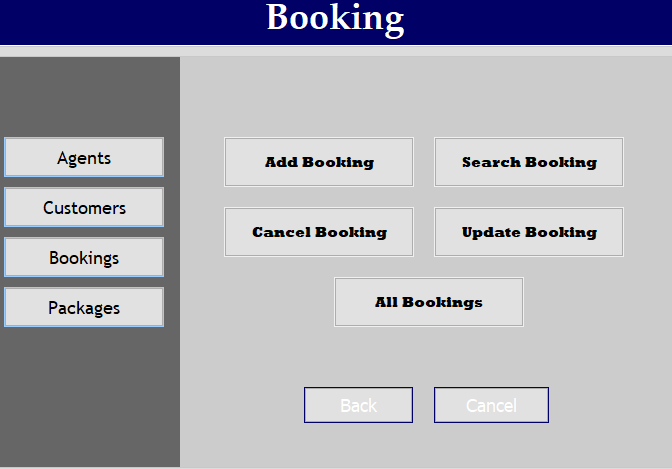 Booking
Agents
Customers
Bookings
Packages
Add Booking
Search Booking
Cancel Booking
Update Booking
All Bookings
Back
Cancel